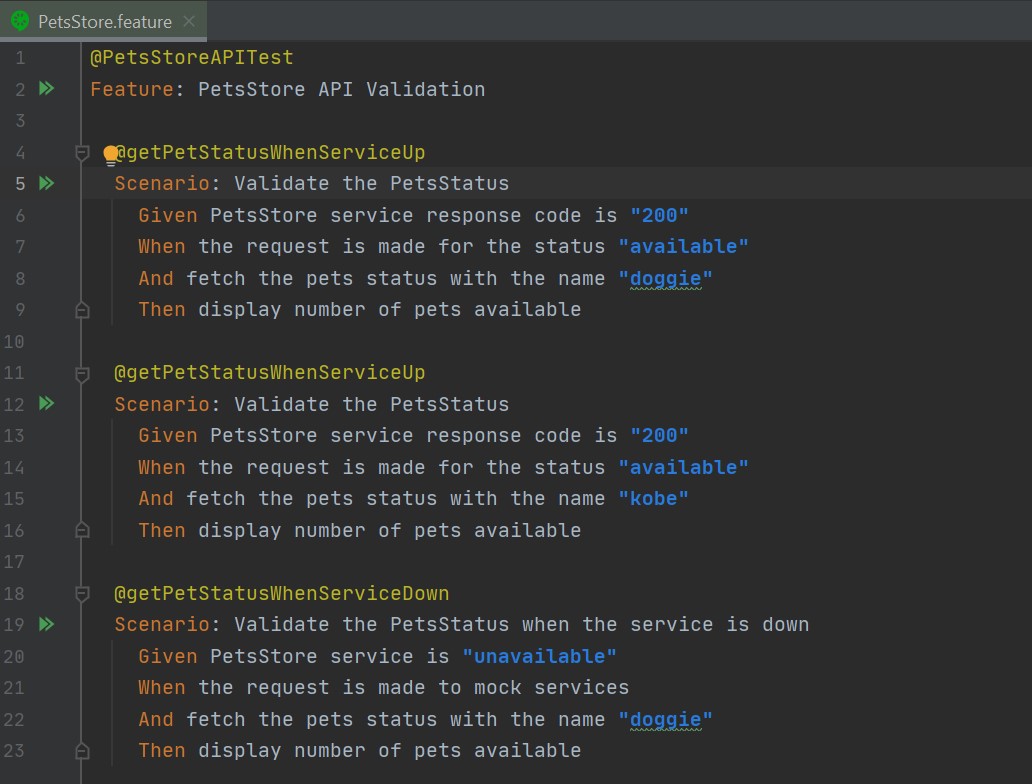 PetsStore.feature
1 @PetsStoreAPITest
2 Feature: PetsStore API Validation
3
4 @getPetStatusWhenServiceUp
5 Scenario: Validate the PetsStatus
6 Given PetsStore service response code is "200"
7 When the request is made for the status "available"
8 And fetch the pets status with the name "doggie"
9 Then display number of pets available
10
11 @getPetStatusWhenServiceUp
12 Scenario: Validate the PetsStatus
13 Given PetsStore service response code is "200"
14 When the request is made for the status "available"
15 And fetch the pets status with the name "kobe"
16 Then display number of pets available
17
18 @getPetStatusWhenServiceDown
19 Scenario: Validate the PetsStatus when the service is down
20 Given PetsStore service is "unavailable"
21 When the request is made to mock services
22 And fetch the pets status with the name "doggie"
23 Then display number of pets available